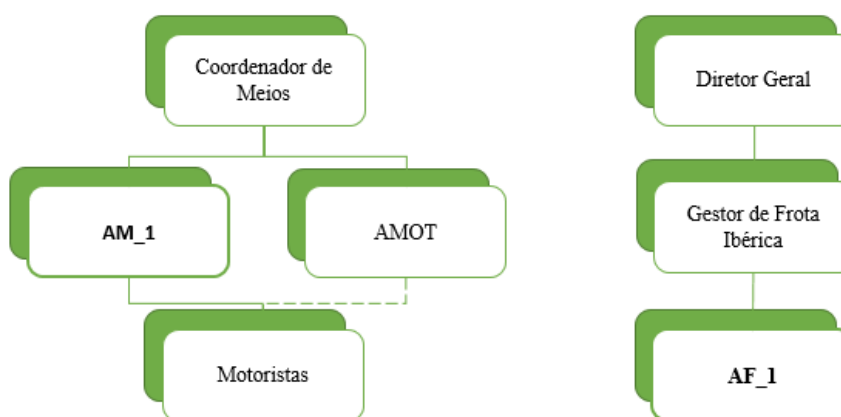 Coordenador de
Meios
AM_1
AMOT
Motoristas
Diretor Geral
Gestor de Frota
Ibérica
AF_1